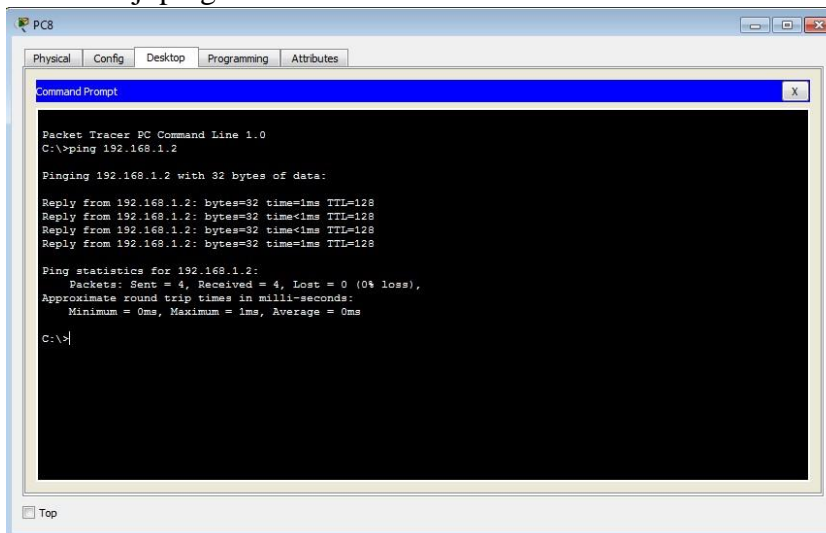 PC8
Physical Config Desktop Programming Attributes
Command Prompt
X
Packet Tracer PC Command Line 1.0
C:\>ping 192.168.1.2
Pinging 192.168.1.2 with 32 bytes of data:
Reply from 192.168.1.2: bytes=32 time=1ms TTL=128
Reply from 192.168.1.2: bytes=32 time<1ms TTL=128
Reply from 192.168.1.2: bytes=32 time<1ms TTL=128
Reply from 192.168.1.2: bytes=32 time=1ms TTL=128
Ping statistics for 192.168.1.2:
Packets: Sent = 4, Received = 4, Lost = 0 (0% loss),
Approximate round trip times in milli-seconds:
Minimum = 0ms, Maximum = 1ms, Average = 0ms
C:\>
Top